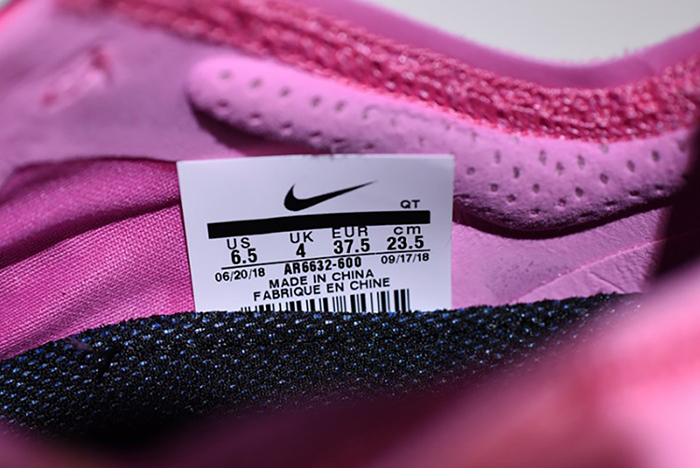 QT
US UK EUR cm
6.5 4 37.5 23.5
06/20/18 AR6632-600 09/17/18
MADE IN CHINA
FABRIQUE EN CHINE